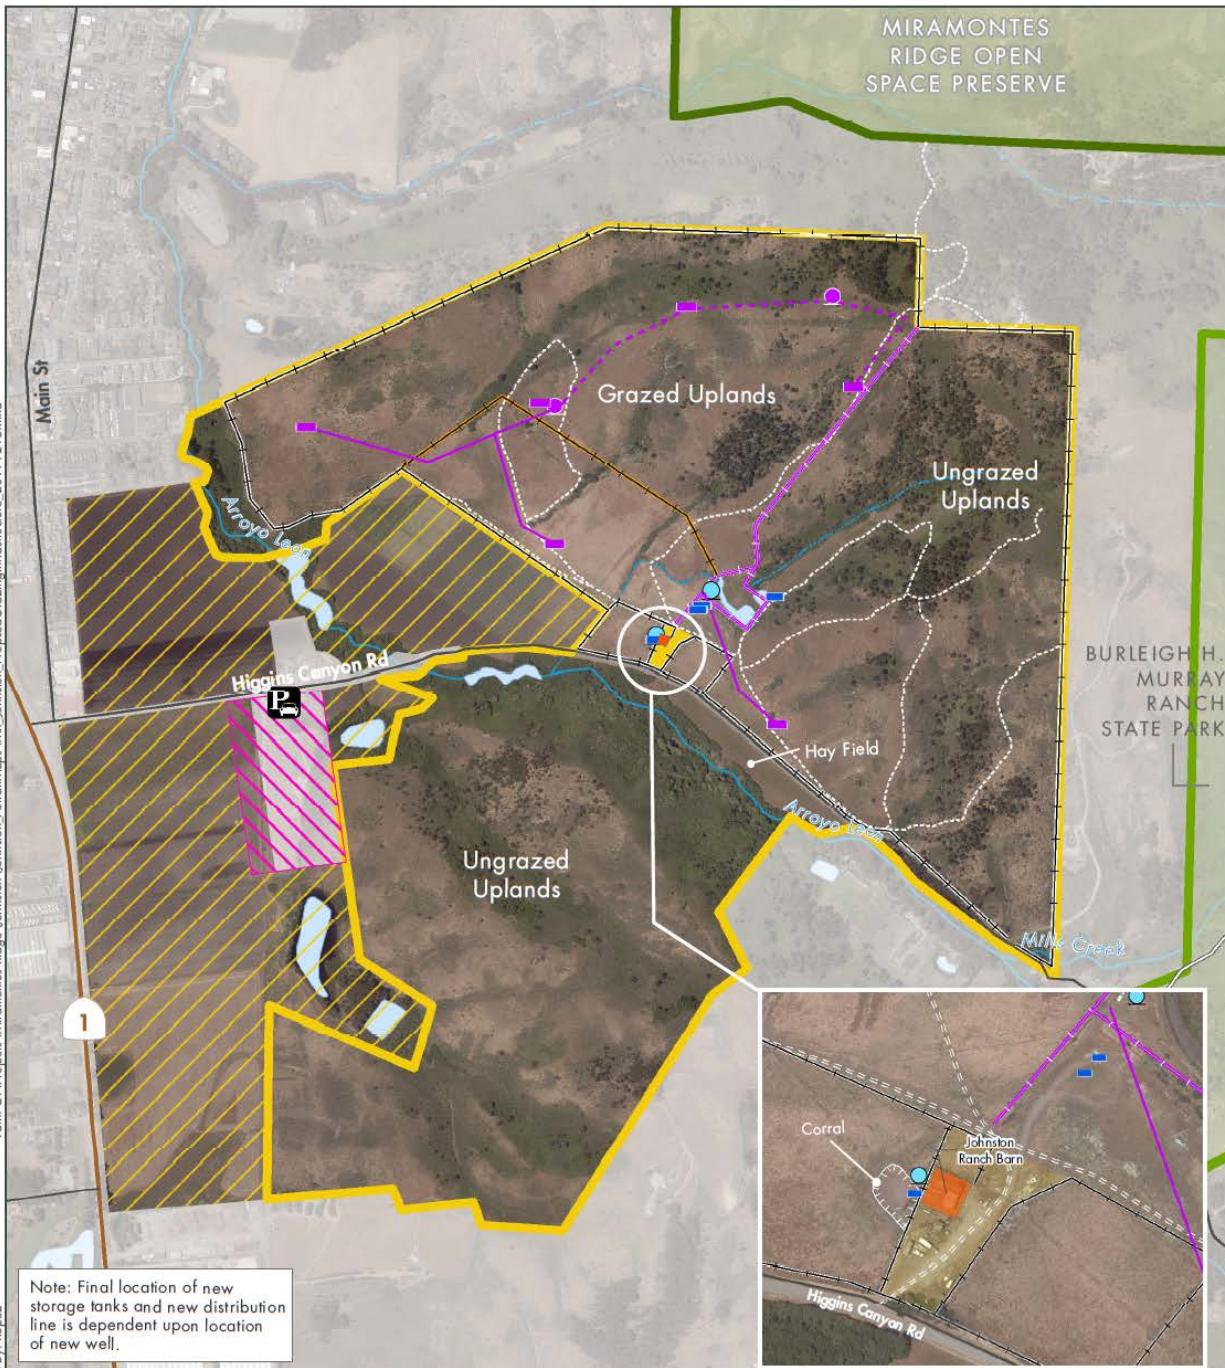 MIRAMONTES
RIDGE OPEN
SPACE PRESERVE
Main St
Grazed Uplands
Ungrazed
Uplands
Arroyo Leon
Higgins Canyon Rd
P
BURLEIGH H.
MURRAY
RANCH
STATE PARK
Hay Field
Arroyo Leon
Ungrazed
Uplands
Mills Creek
1
Corral
Johnston
Ranch Barn
Higgins Canyon Rd
Note: Final location of new
storage tanks and new distribution
line is dependent upon location
of new well.